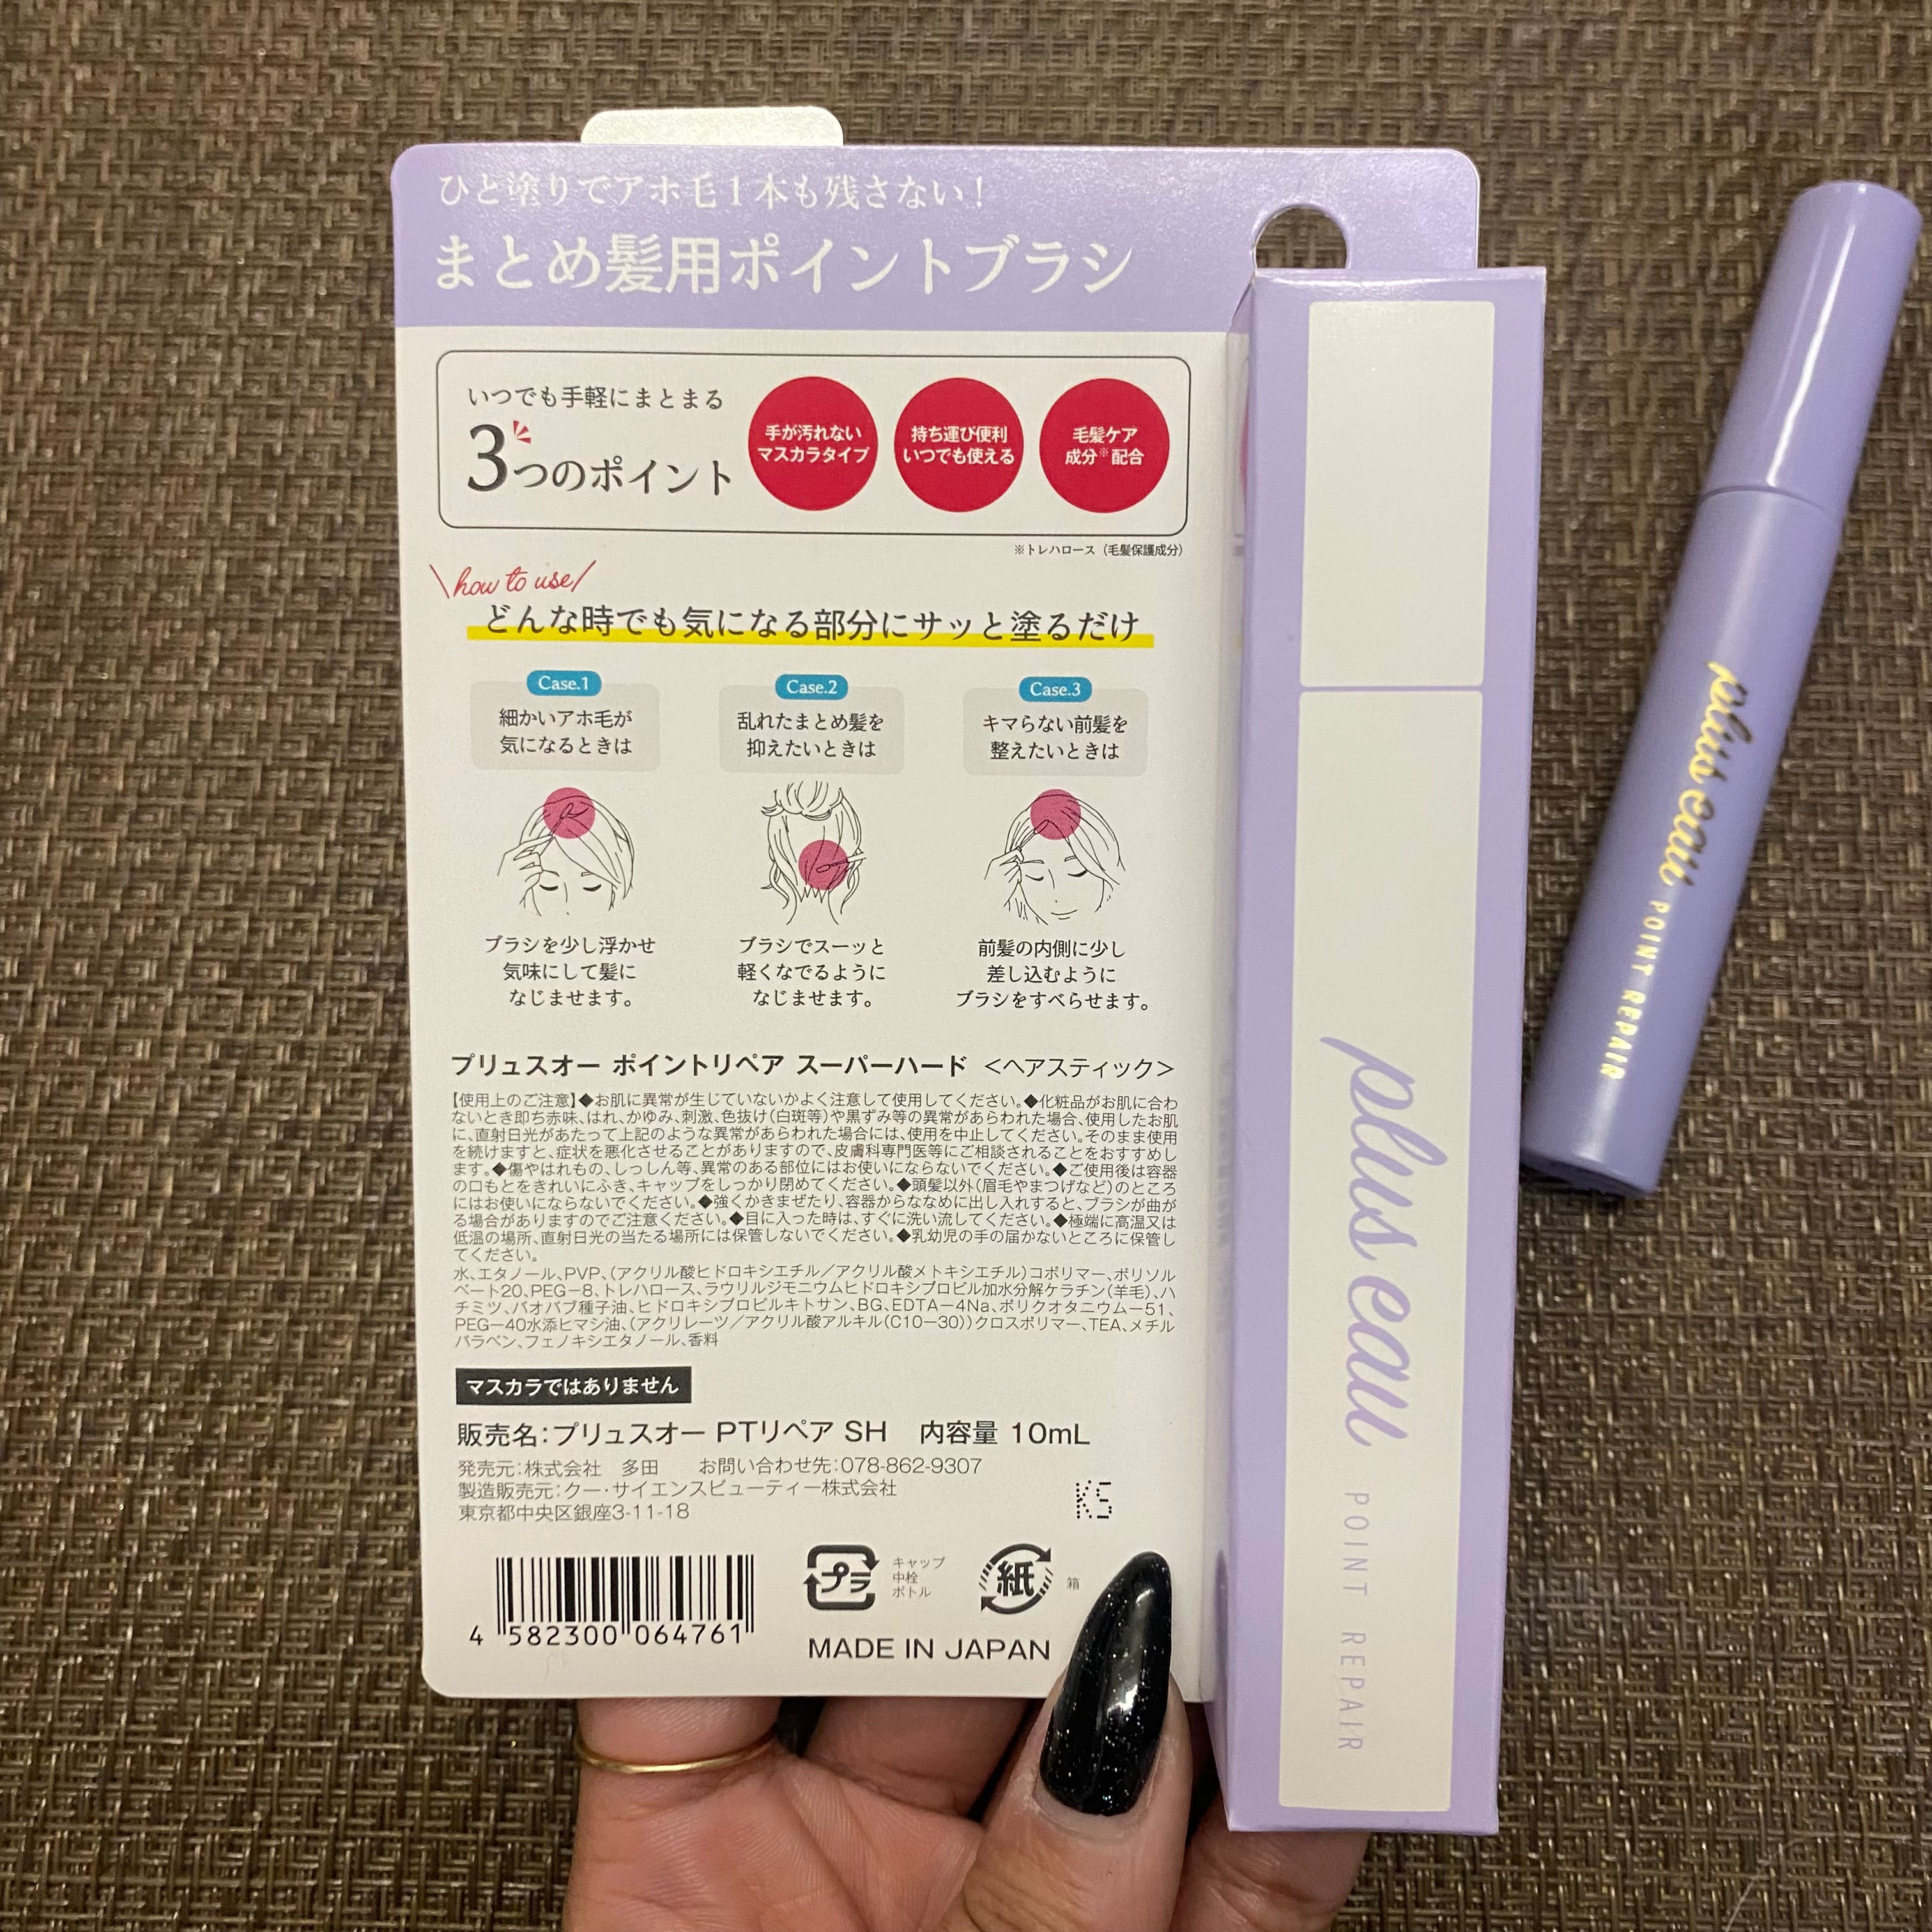 ひと塗りでアホ毛1本も残さない!
まとめ髪用ポイントブラシ
いつでも手軽にまとまる
3つのポイント
手が汚れない
マスカラタイプ
持ち運び便利
いつでも使える
毛髪ケア
成分※配合
※トレハロース(毛髪保護成分)
\how to use/
どんな時でも気になる部分にサッと塗るだけ
Case.1
細かいアホ毛が
気になるときは
ブラシを少し浮かせ
気味にして髪に
なじませます。
Case.2
乱れたまとめ髪を
抑えたいときは
ブラシでスーッと
軽くなでるように
なじませます。
Case.3
キマらない前髪を
整えたいときは
前髪の内側に少し
差し込むように
ブラシをすべらせます。
プリュスオー ポイントリペア スーパーハード <ヘアスティック>
【使用上のご注意】◆お肌に異常が生じていないかよく注意して使用してください。◆化粧品がお肌に合わ
ないとき即ち赤味、はれ、かゆみ、刺激、色抜け(白斑等)や黒ずみ等の異常があらわれた場合、使用したお肌
に、直射日光があたって上記のような異常があらわれた場合には、使用を中止してください。そのまま使用
を続けますと、症状を悪化させることがありますので、皮膚科専門医等にご相談されることをおすすめし
ます。◆傷やはれもの、しっしん等、異常のある部位にはお使いにならないでください。◆ご使用後は容器
の口もとをきれいにふき、キャップをしっかり閉めてください。◆頭髪以外(眉毛やまつげなど)のところ
にはお使いにならないでください。◆強くかきまぜたり、容器からななめに出し入れすると、ブラシが曲が
る場合がありますのでご注意ください。◆目に入った時は、すぐに洗い流してください。◆極端に高温又は
低温の場所、直射日光の当たる場所には保管しないでください。◆乳幼児の手の届かないところに保管し
てください。
水、エタノール、PVP、(アクリル酸ヒドロキシエチル/アクリル酸メトキシエチル)コポリマー、ポリソル
ベート20、PEG-8、トレハロース、ラウリルジモニウムヒドロキシプロピル加水分解ケラチン(羊毛)、ハ
チミツ、バオバブ種子油、ヒドロキシプロピルキトサン、BG、EDTA-4Na、ポリクオタニウム-51、
PEG-40水添ヒマシ油、(アクリレーツ/アクリル酸アルキル(C10-30))クロスポリマー、TEA、メチル
パラベン、フェノキシエタノール、香料
マスカラではありません
販売名:プリュスオー PTリペア SH 内容量 10mL
発売元:株式会社 多田 お問い合わせ先:078-862-9307
製造販売元:クー・サイエンスビューティー株式会社
東京都中央区銀座3-11-18
K5
4 582300 064761
プラ
キャップ
中栓
ボトル
紙
箱
MADE IN JAPAN
plus eau
POINT REPAIR
plus eau
POINT REPAIR